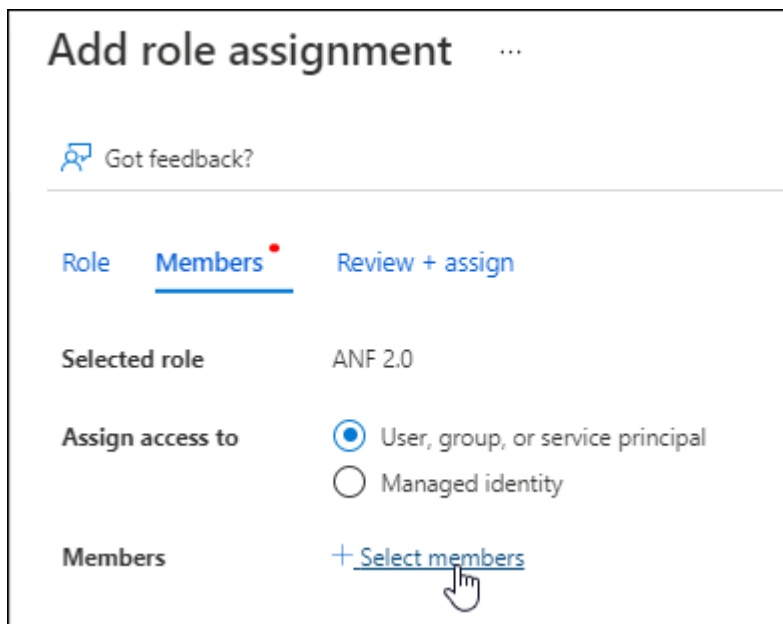 Add role assignment ...
Got feedback?
Role Members Review + assign
Selected role ANF 2.0
Assign access to User, group, or service principal
Managed identity
Members + Select members